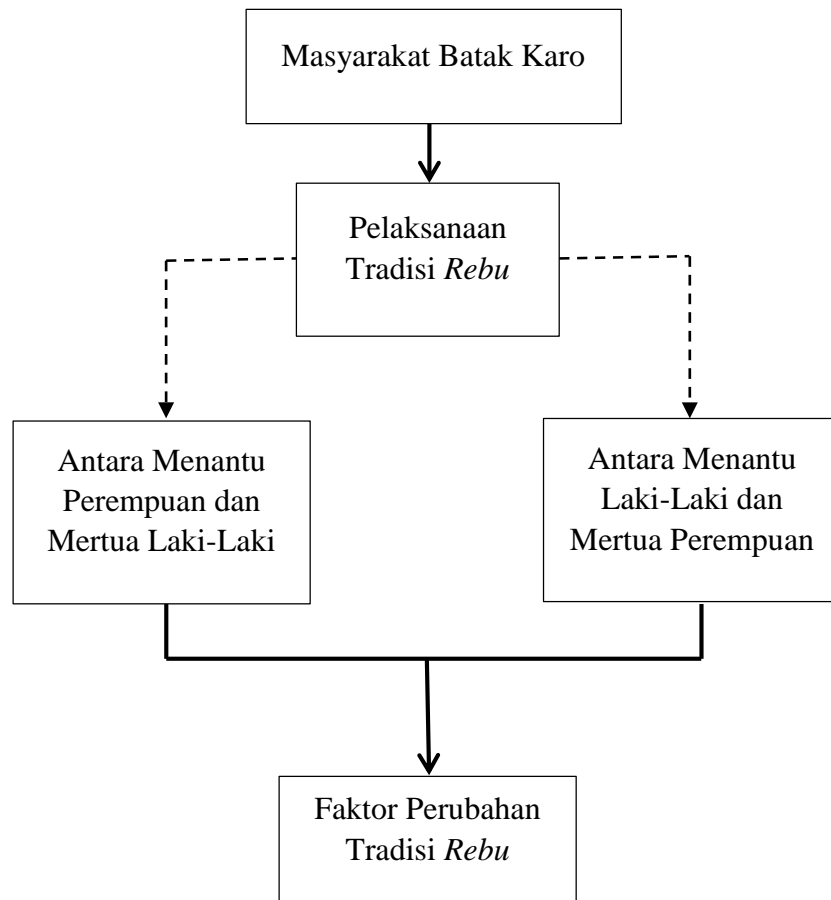 Masyarakat Batak Karo
Pelaksanaan
Tradisi Rebu
Antara Menantu
Perempuan dan
Mertua Laki-Laki
Antara Menantu
Laki-Laki dan
Mertua Perempuan
Faktor Perubahan
Tradisi Rebu